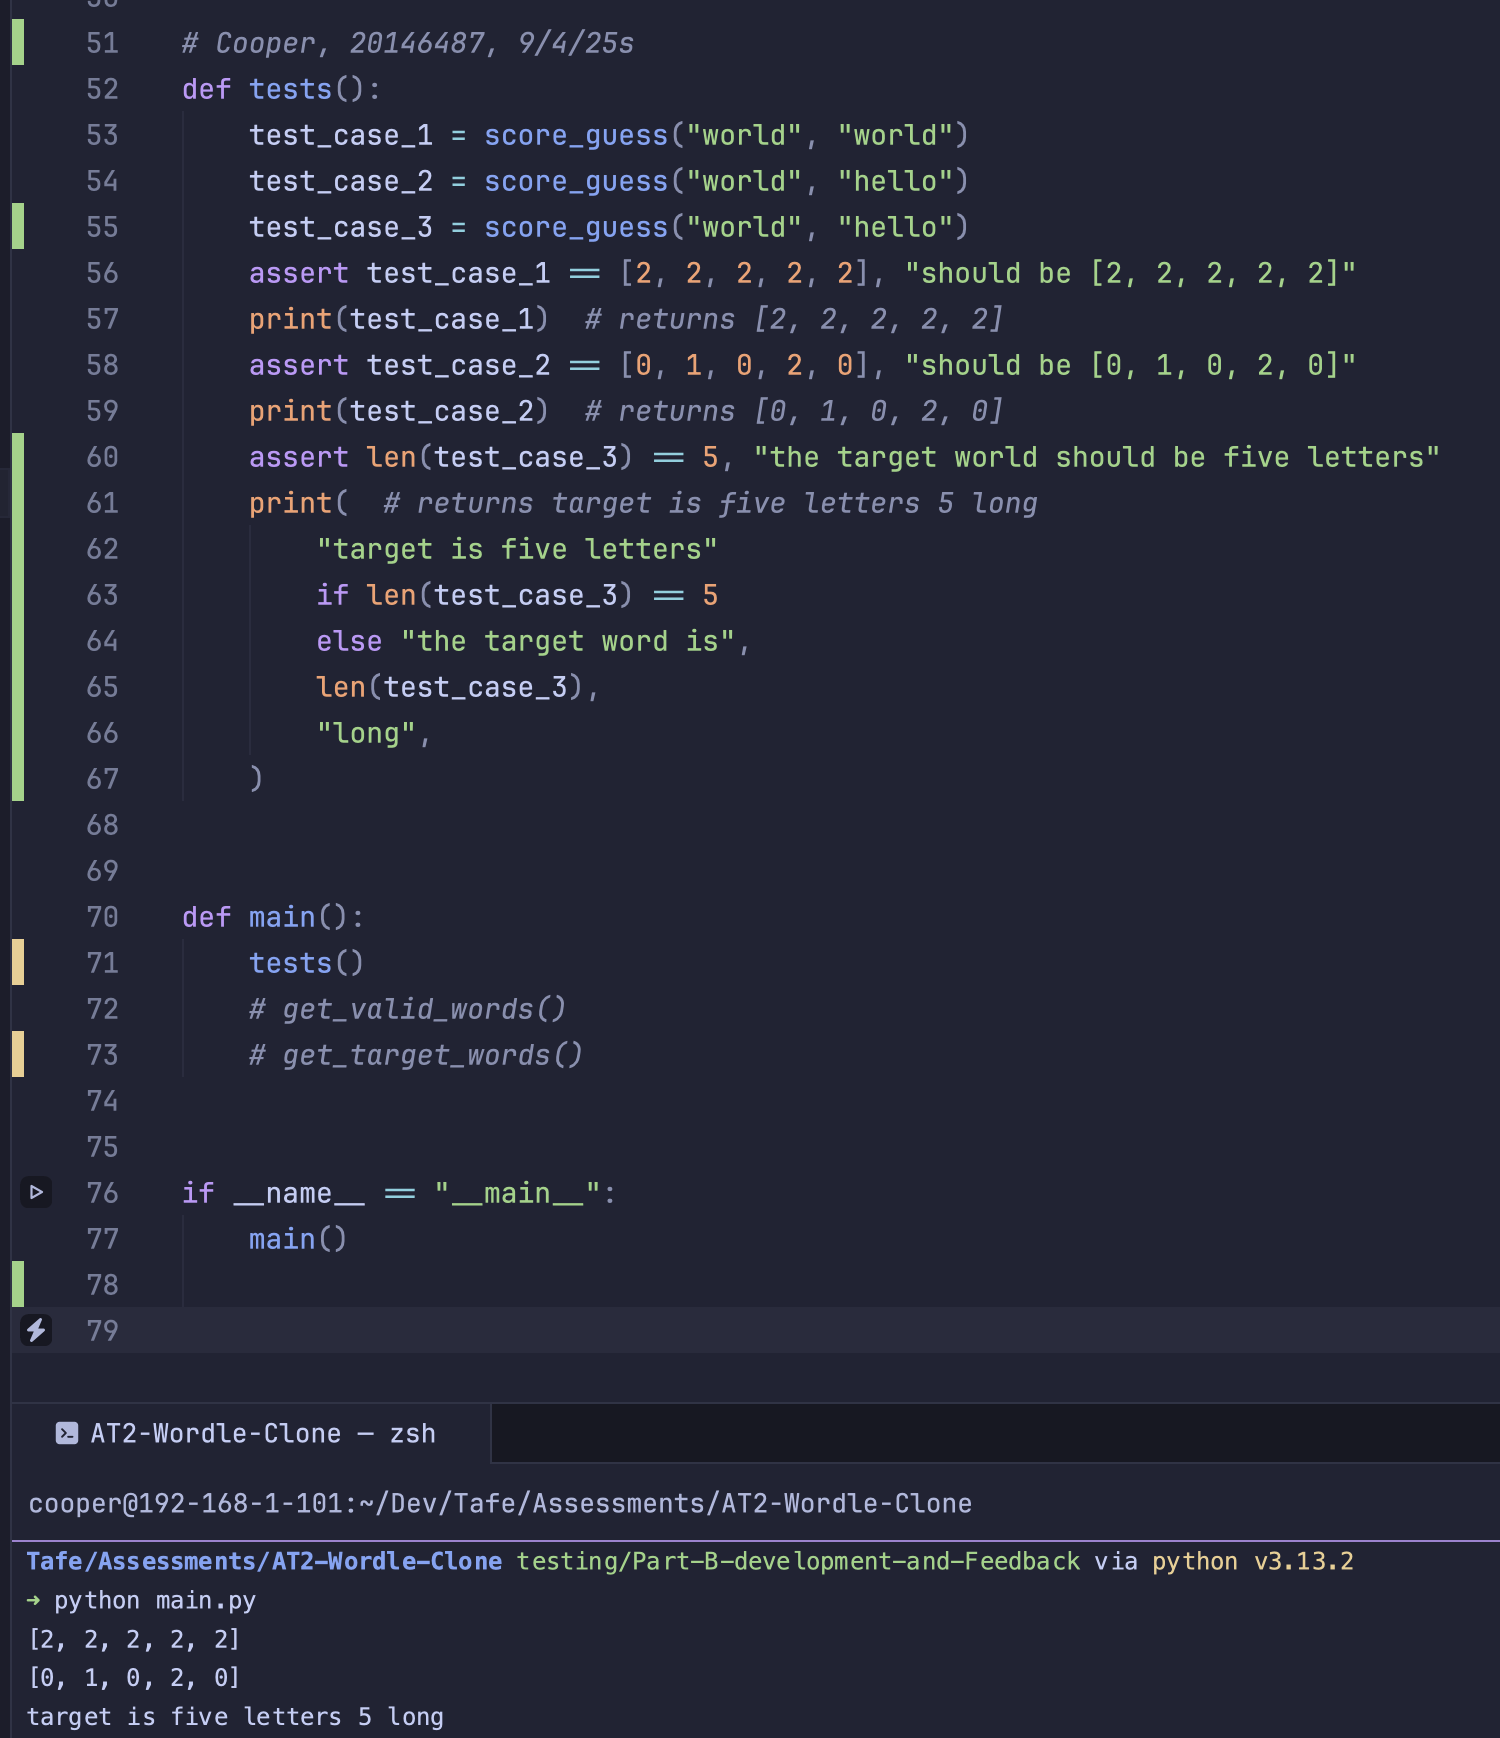 51 # Cooper, 20146487, 9/4/25s
52 def tests():
53     test_case_1 = score_guess("world", "world")
54     test_case_2 = score_guess("world", "hello")
55     test_case_3 = score_guess("world", "hello")
56     assert test_case_1 == [2, 2, 2, 2, 2], "should be [2, 2, 2, 2, 2]"
57     print(test_case_1)  # returns [2, 2, 2, 2, 2]
58     assert test_case_2 == [0, 1, 0, 2, 0], "should be [0, 1, 0, 2, 0]"
59     print(test_case_2)  # returns [0, 1, 0, 2, 0]
60     assert len(test_case_3) == 5, "the target world should be five letters"
61     print(  # returns target is five letters 5 long
62         "target is five letters"
63         if len(test_case_3) == 5
64         else "the target word is",
65         len(test_case_3),
66         "long",
67     )
68
69
70 def main():
71     tests()
72     # get_valid_words()
73     # get_target_words()
74
75
76 if __name__ == "__main__":
77     main()
78
79
AT2-Wordle-Clone — zsh
cooper@192-168-1-101:~/Dev/Tafe/Assessments/AT2-Wordle-Clone
Tafe/Assessments/AT2-Wordle-Clone testing/Part-B-development-and-Feedback via python v3.13.2
➜ python main.py
[2, 2, 2, 2, 2]
[0, 1, 0, 2, 0]
target is five letters 5 long